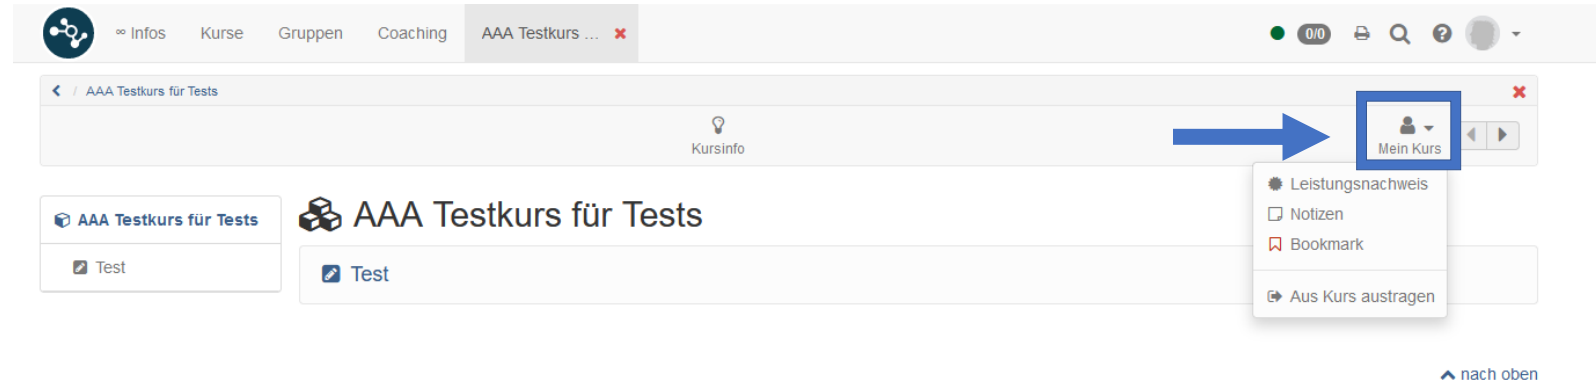 ∞ Infos Kurse Gruppen Coaching AAA Testkurs ... 0/0
/ AAA Testkurs für Tests
Kursinfo
Mein Kurs
Leistungsnachweis
Notizen
Bookmark
Aus Kurs austragen
AAA Testkurs für Tests
Test
AAA Testkurs für Tests
Test
nach oben